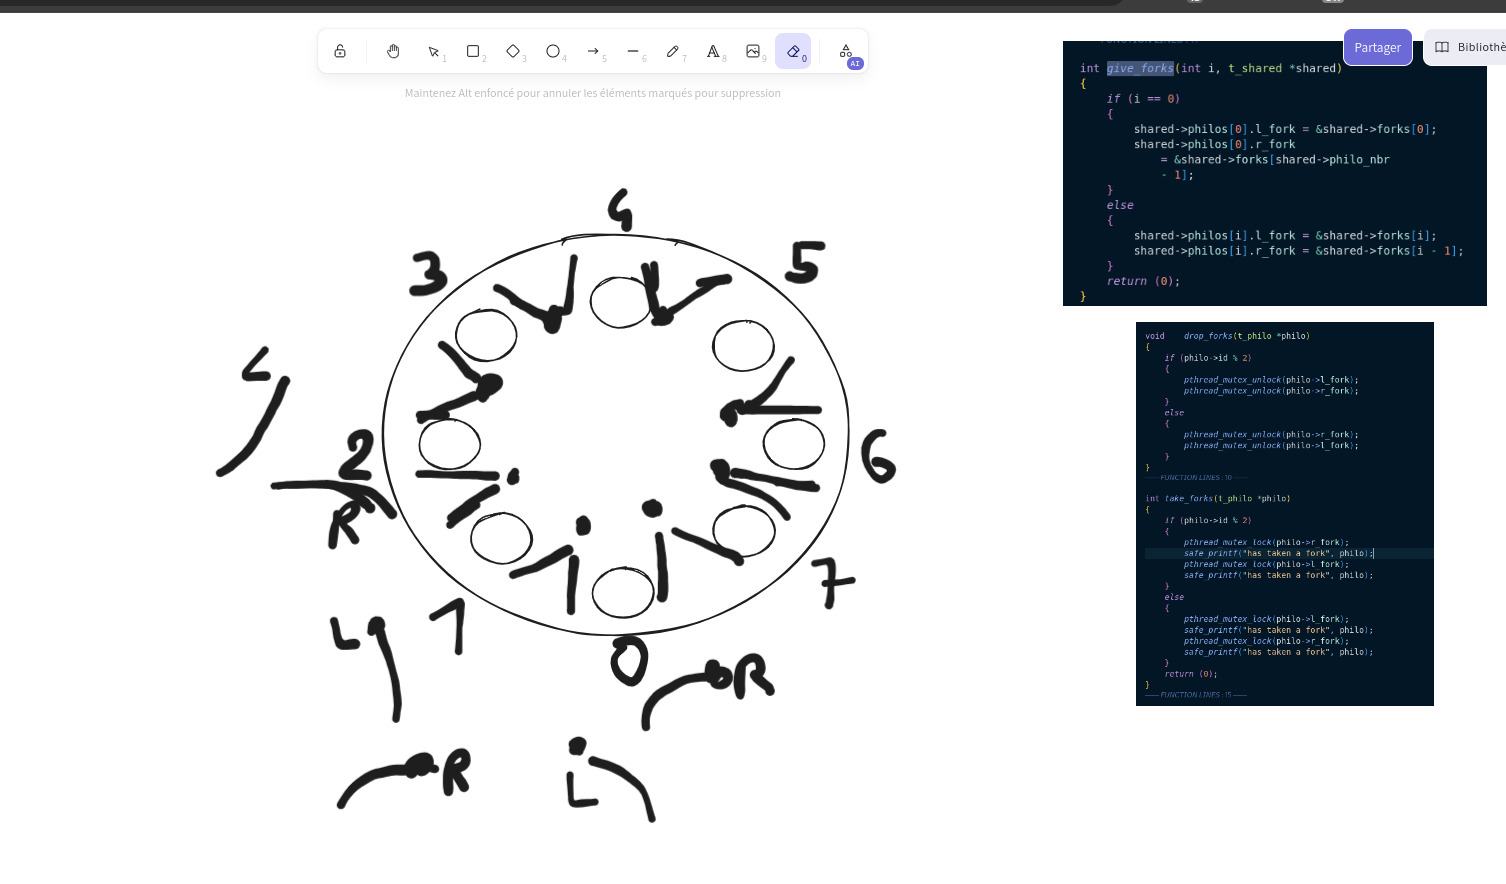 1
2
3
4
5
6
7
8
9
0
AI
Maintenez Alt enfoncé pour annuler les éléments marqués pour suppression
Partager
Bibliothè
int give_forks(int i, t_shared *shared)
{
if (i == 0)
{
shared->philos[0].l_fork = &shared->forks[0];
shared->philos[0].r_fork
= &shared->forks[shared->philo_nbr
- 1];
}
else
{
shared->philos[i].l_fork = &shared->forks[i];
shared->philos[i].r_fork = &shared->forks[i - 1];
}
return (0);
}
void drop_forks(t_philo *philo)
{
if (philo->id % 2)
{
pthread_mutex_unlock(philo->l_fork);
pthread_mutex_unlock(philo->r_fork);
}
else
{
pthread_mutex_unlock(philo->r_fork);
pthread_mutex_unlock(philo->l_fork);
}
}
FUNCTION LINES : 10
int take_forks(t_philo *philo)
{
if (philo->id % 2)
{
pthread_mutex_lock(philo->r_fork);
safe_printf("has taken a fork", philo);
pthread_mutex_lock(philo->l_fork);
safe_printf("has taken a fork", philo);
}
else
{
pthread_mutex_lock(philo->l_fork);
safe_printf("has taken a fork", philo);
pthread_mutex_lock(philo->r_fork);
safe_printf("has taken a fork", philo);
}
return (0);
}
FUNCTION LINES : 15
4
3
5
L
2
6
R
7
L
1
0
R
R
L